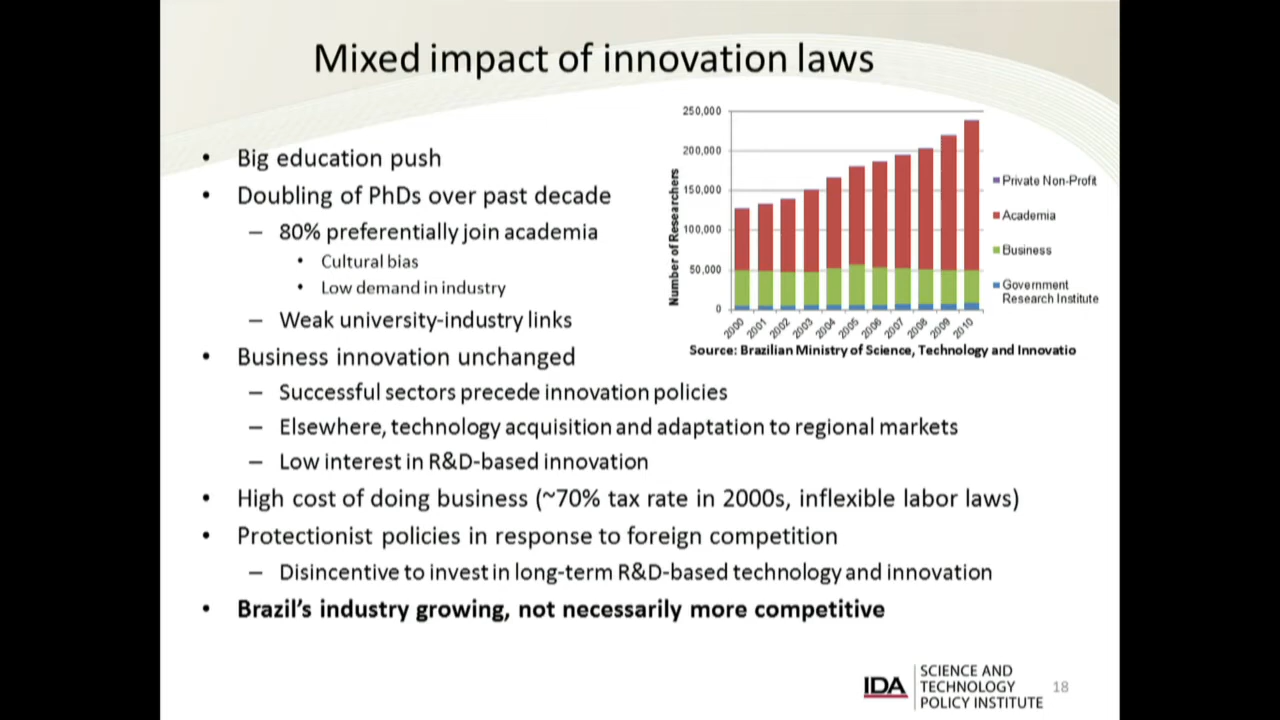 Mixed impact of innovation laws
• Big education push
• Doubling of PhDs over past decade
– 80% preferentially join academia
• Cultural bias
• Low demand in industry
– Weak university-industry links
• Business innovation unchanged
– Successful sectors precede innovation policies
– Elsewhere, technology acquisition and adaptation to regional markets
– Low interest in R&D-based innovation
• High cost of doing business (~70% tax rate in 2000s, inflexible labor laws)
• Protectionist policies in response to foreign competition
– Disincentive to invest in long-term R&D-based technology and innovation
• Brazil's industry growing, not necessarily more competitive
Number of Researchers
250,000
200,000
150,000
100,000
50,000
0
2000 2001 2002 2003 2004 2005 2006 2007 2008 2009 2010
Private Non-Profit
Academia
Business
Government
Research Institute
Source: Brazilian Ministry of Science, Technology and Innovatio
IDA
SCIENCE AND
TECHNOLOGY
POLICY INSTITUTE
18